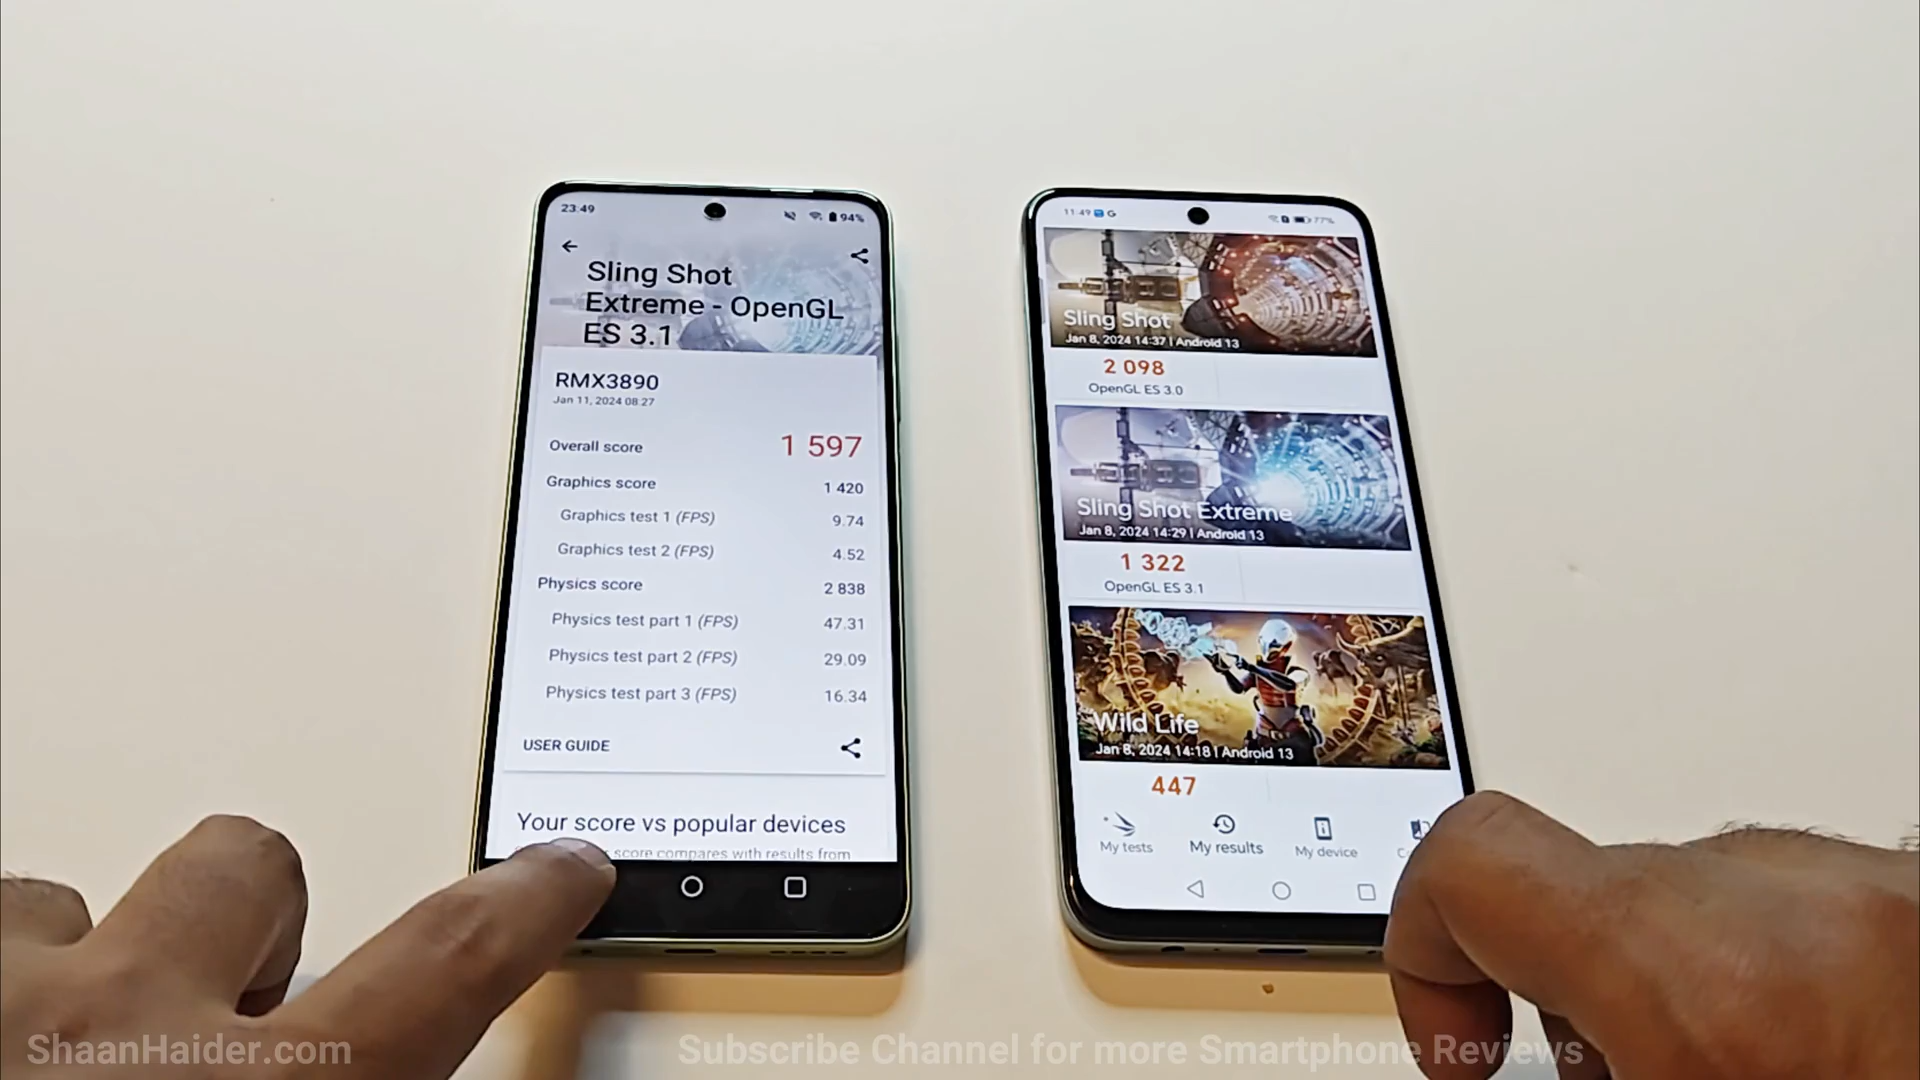 23:49
94%
Sling Shot
Extreme - OpenGL
ES 3.1
RMX3890
Jan 11, 2024 08:27
Overall score 1 597
Graphics score 1 420
Graphics test 1 (FPS) 9.74
Graphics test 2 (FPS) 4.52
Physics score 2 838
Physics test part 1 (FPS) 47.31
Physics test part 2 (FPS) 29.09
Physics test part 3 (FPS) 16.34
USER GUIDE
Your score vs popular devices
score compares with results from
11:49 G
77%
Sling Shot
Jan 8, 2024 14:37 | Android 13
2 098
OpenGL ES 3.0
Sling Shot Extreme
Jan 8, 2024 14:29 | Android 13
1 322
OpenGL ES 3.1
Wild Life
Jan 8, 2024 14:18 | Android 13
447
My tests My results My device
ShaanHaider.com
Subscribe Channel for more Smartphone Reviews